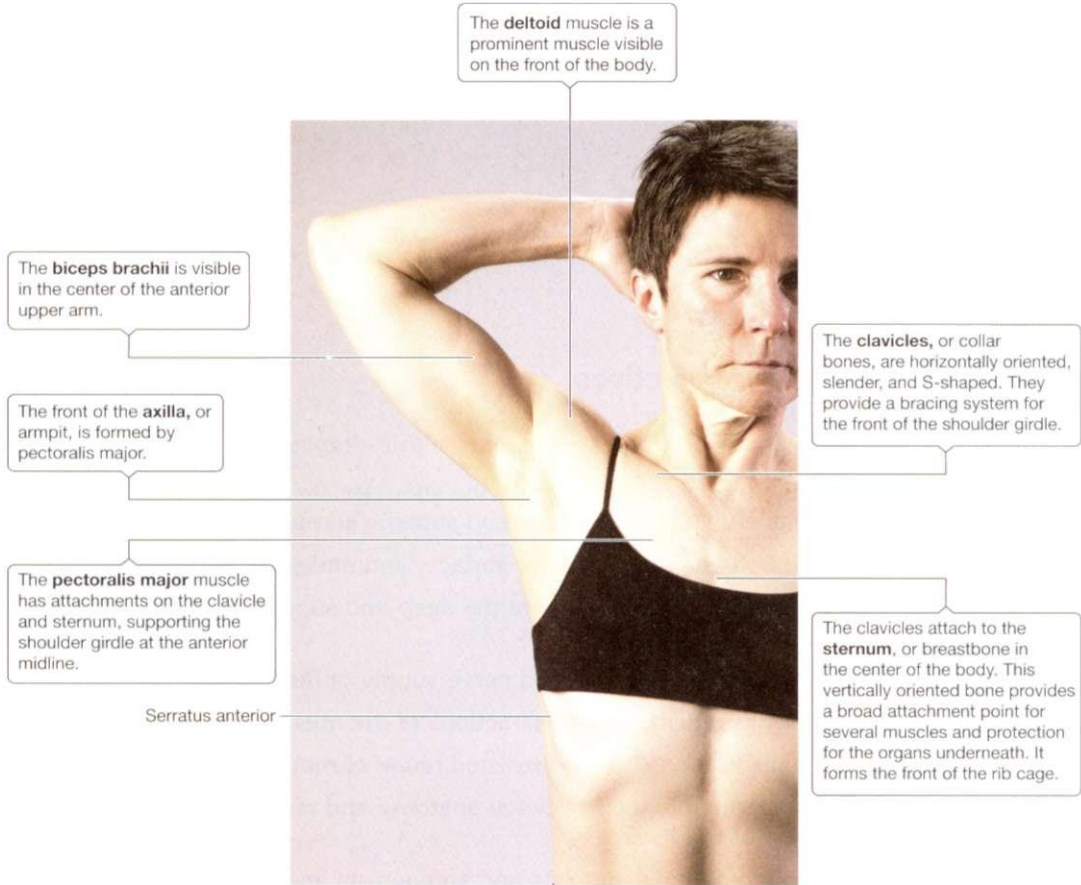 The deltoid muscle is a
prominent muscle visible
on the front of the body.
The biceps brachii is visible
in the center of the anterior
upper arm.
The front of the axilla, or
armpit, is formed by
pectoralis major.
The pectoralis major muscle
has attachments on the clavicle
and sternum, supporting the
shoulder girdle at the anterior
midline.
Serratus anterior
The clavicles, or collar
bones, are horizontally oriented,
slender, and S-shaped. They
provide a bracing system for
the front of the shoulder girdle.
The clavicles attach to the
sternum, or breastbone in
the center of the body. This
vertically oriented bone provides
a broad attachment point for
several muscles and protection
for the organs underneath. It
forms the front of the rib cage.